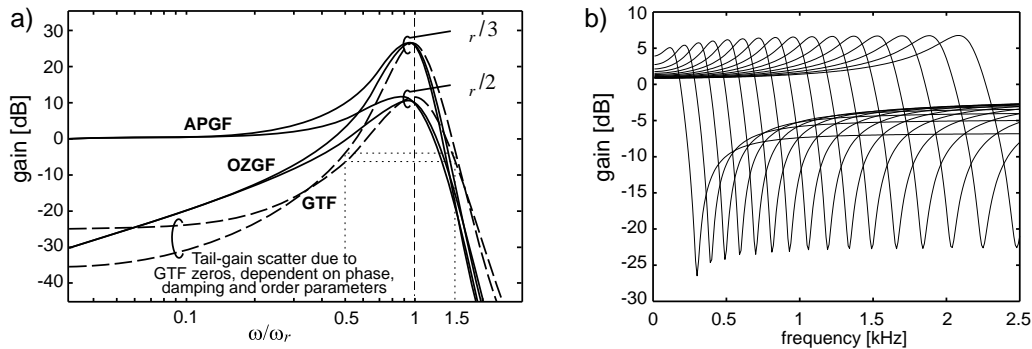 a)
gain [dB]
30
20
10
0
-10
-20
-30
-40
r/3
r/2
APGF
OZGF
GTF
Tail-gain scatter due to
GTF zeros, dependent on phase,
damping and order parameters
0.1
0.5
1
1.5
ω/ωr
b)
gain [dB]
10
5
0
-5
-10
-15
-20
-25
-30
0
0.5
1
1.5
2
2.5
frequency [kHz]